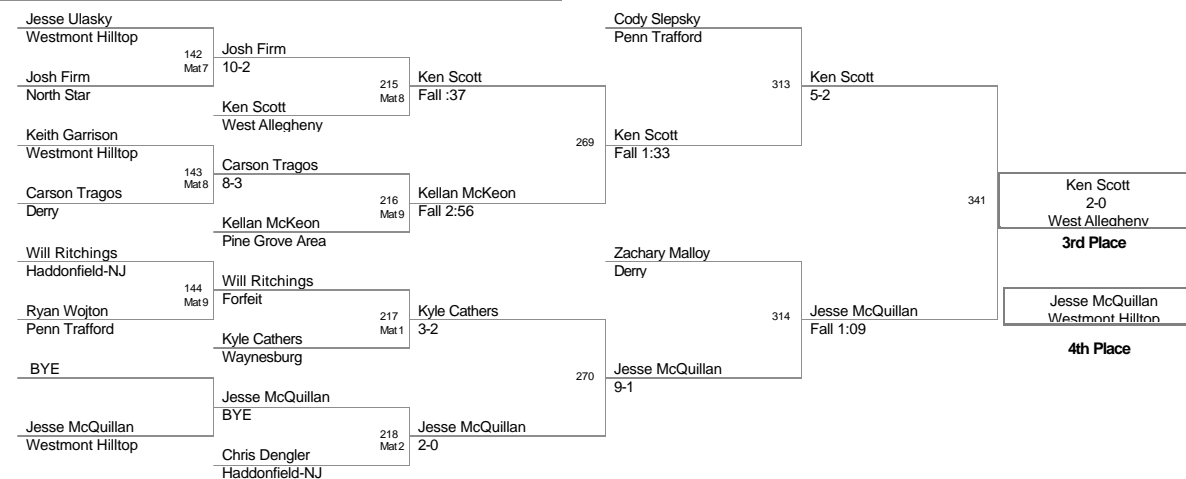 Jesse Ulasky
Westmont Hilltop
142
Mat 7
Josh Firm
North Star
Josh Firm
10-2
215
Mat 8
Ken Scott
West Allegheny
Keith Garrison
Westmont Hilltop
143
Mat 8
Carson Tragos
Derry
Carson Tragos
8-3
216
Mat 9
Kellan McKeon
Pine Grove Area
Will Ritchings
Haddonfield-NJ
144
Mat 9
Ryan Wojton
Penn Trafford
Will Ritchings
Forfeit
217
Mat 1
Kyle Cathers
Waynesburg
BYE
Jesse McQuillan
Westmont Hilltop
Jesse McQuillan
BYE
218
Mat 2
Chris Dengler
Haddonfield-NJ
Ken Scott
Fall :37
269
Kellan McKeon
Fall 2:56
Kyle Cathers
3-2
270
Jesse McQuillan
2-0
Cody Slepsky
Penn Trafford
313
Ken Scott
Fall 1:33
Zachary Malloy
Derry
314
Jesse McQuillan
9-1
Ken Scott
5-2
341
Jesse McQuillan
Fall 1:09
Ken Scott
2-0
West Allegheny
3rd Place
Jesse McQuillan
Westmont Hilltop
4th Place